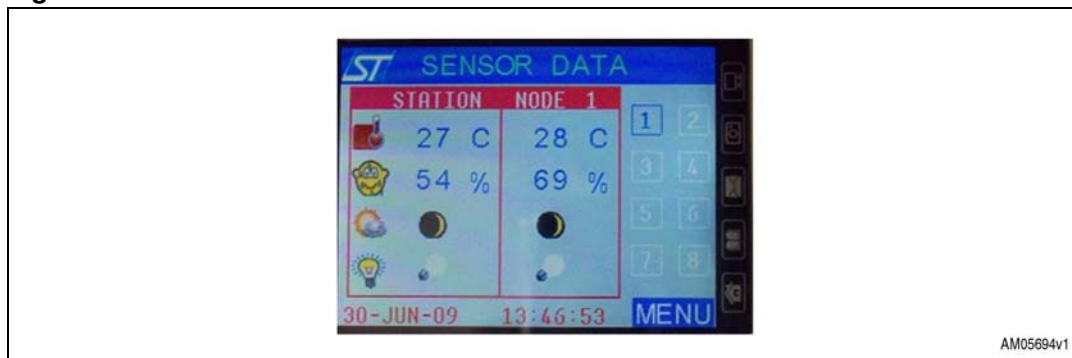 ST SENSOR DATA
STATION NODE 1
27 C 28 C
54 % 69 %
1 2
3 4
5 6
7 8
30-JUN-09 13:46:53 MENU
AM05694v1